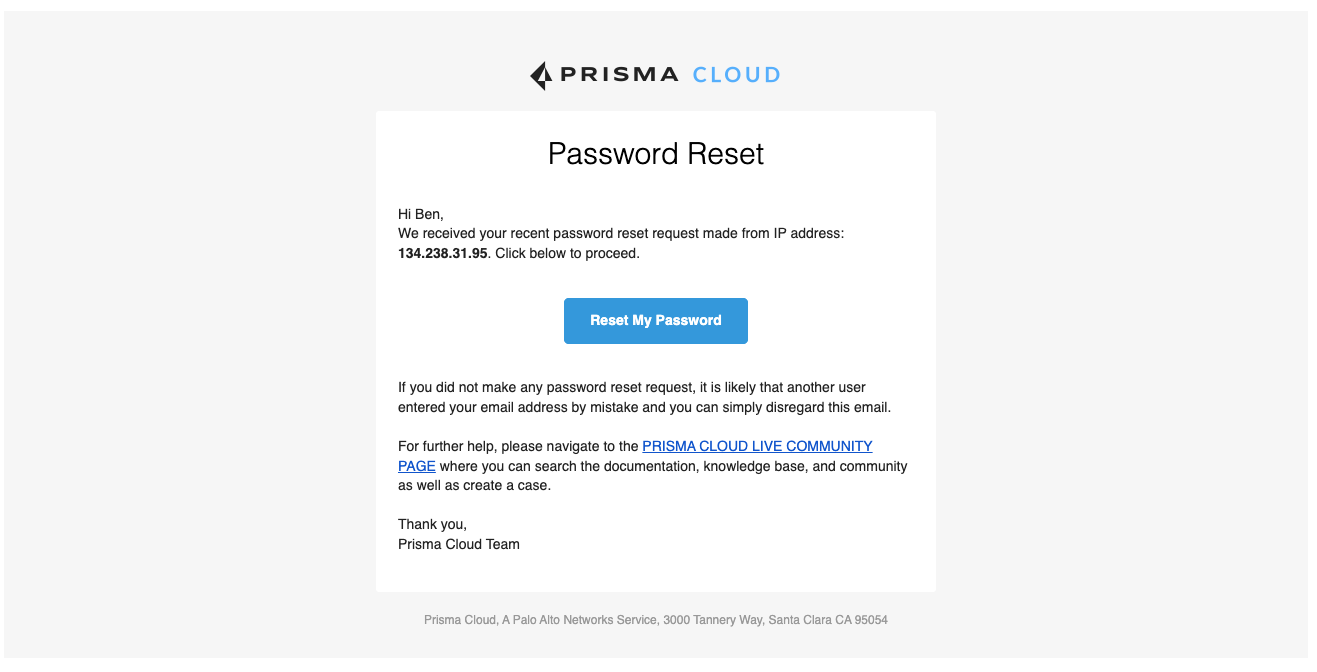 PRISMA CLOUD
Password Reset
Hi Ben,
We received your recent password reset request made from IP address:
134.238.31.95. Click below to proceed.
Reset My Password
If you did not make any password reset request, it is likely that another user
entered your email address by mistake and you can simply disregard this email.
For further help, please navigate to the PRISMA CLOUD LIVE COMMUNITY
PAGE where you can search the documentation, knowledge base, and community
as well as create a case.
Thank you,
Prisma Cloud Team
Prisma Cloud, A Palo Alto Networks Service, 3000 Tannery Way, Santa Clara CA 95054